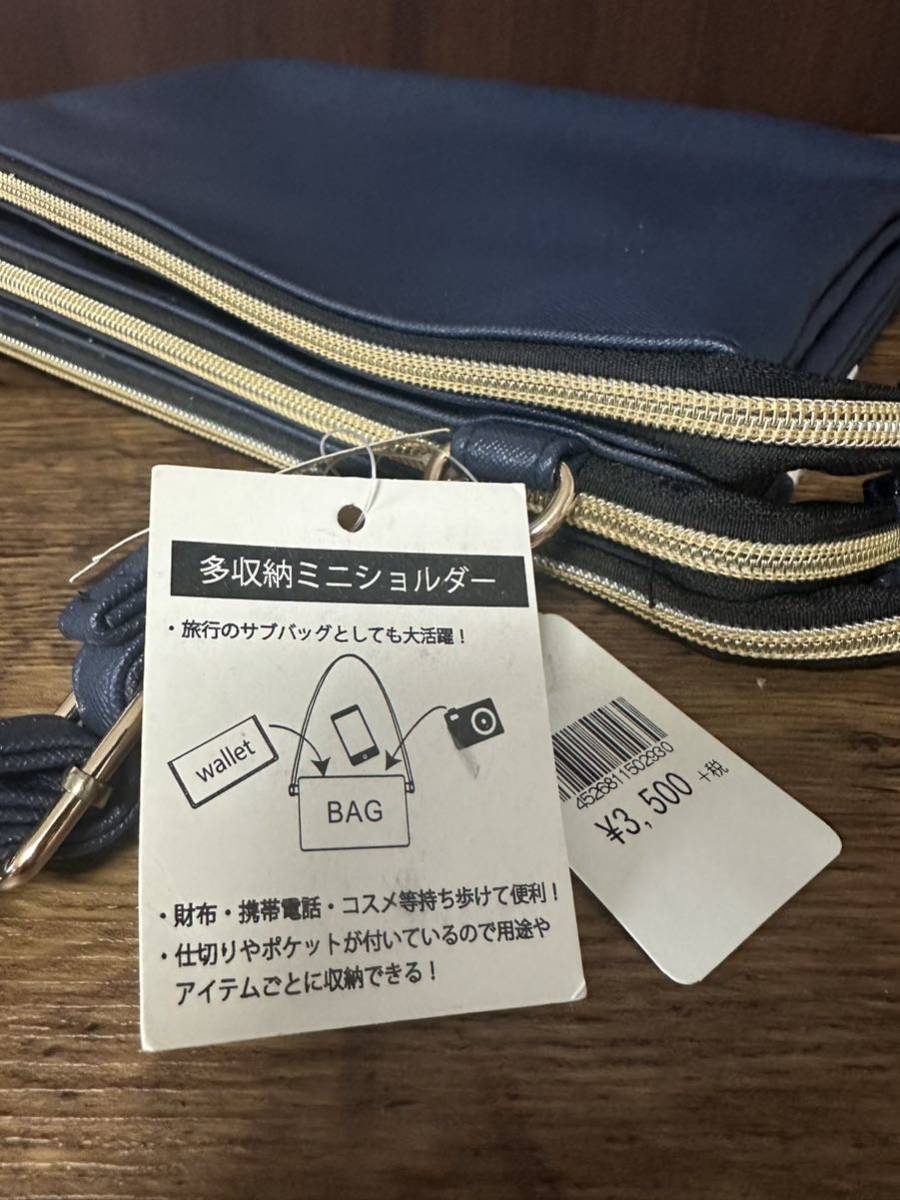 多収納ミニショルダー
・旅行のサブバッグとしても大活躍！
wallet
BAG
・財布・携帯電話・コスメ等持ち歩けて便利！
・仕切りやポケットが付いているので用途や
アイテムごとに収納できる！
4526811502830
¥3,500 +税